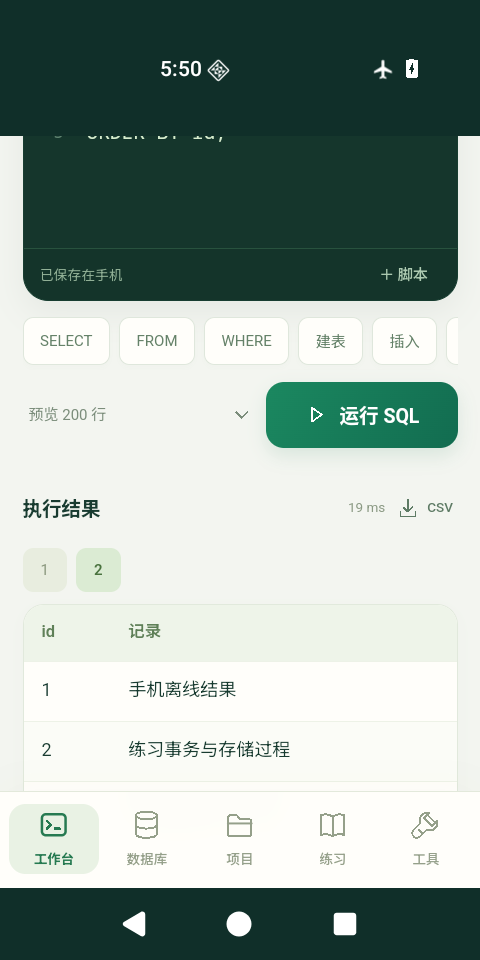 5:50
ORDER BY id;
已保存在手机
+ 脚本
SELECT
FROM
WHERE
建表
插入
预览 200 行
运行 SQL
执行结果
19 ms
CSV
1
2
id 记录
1 手机离线结果
2 练习事务与存储过程
工作台
数据库
项目
练习
工具